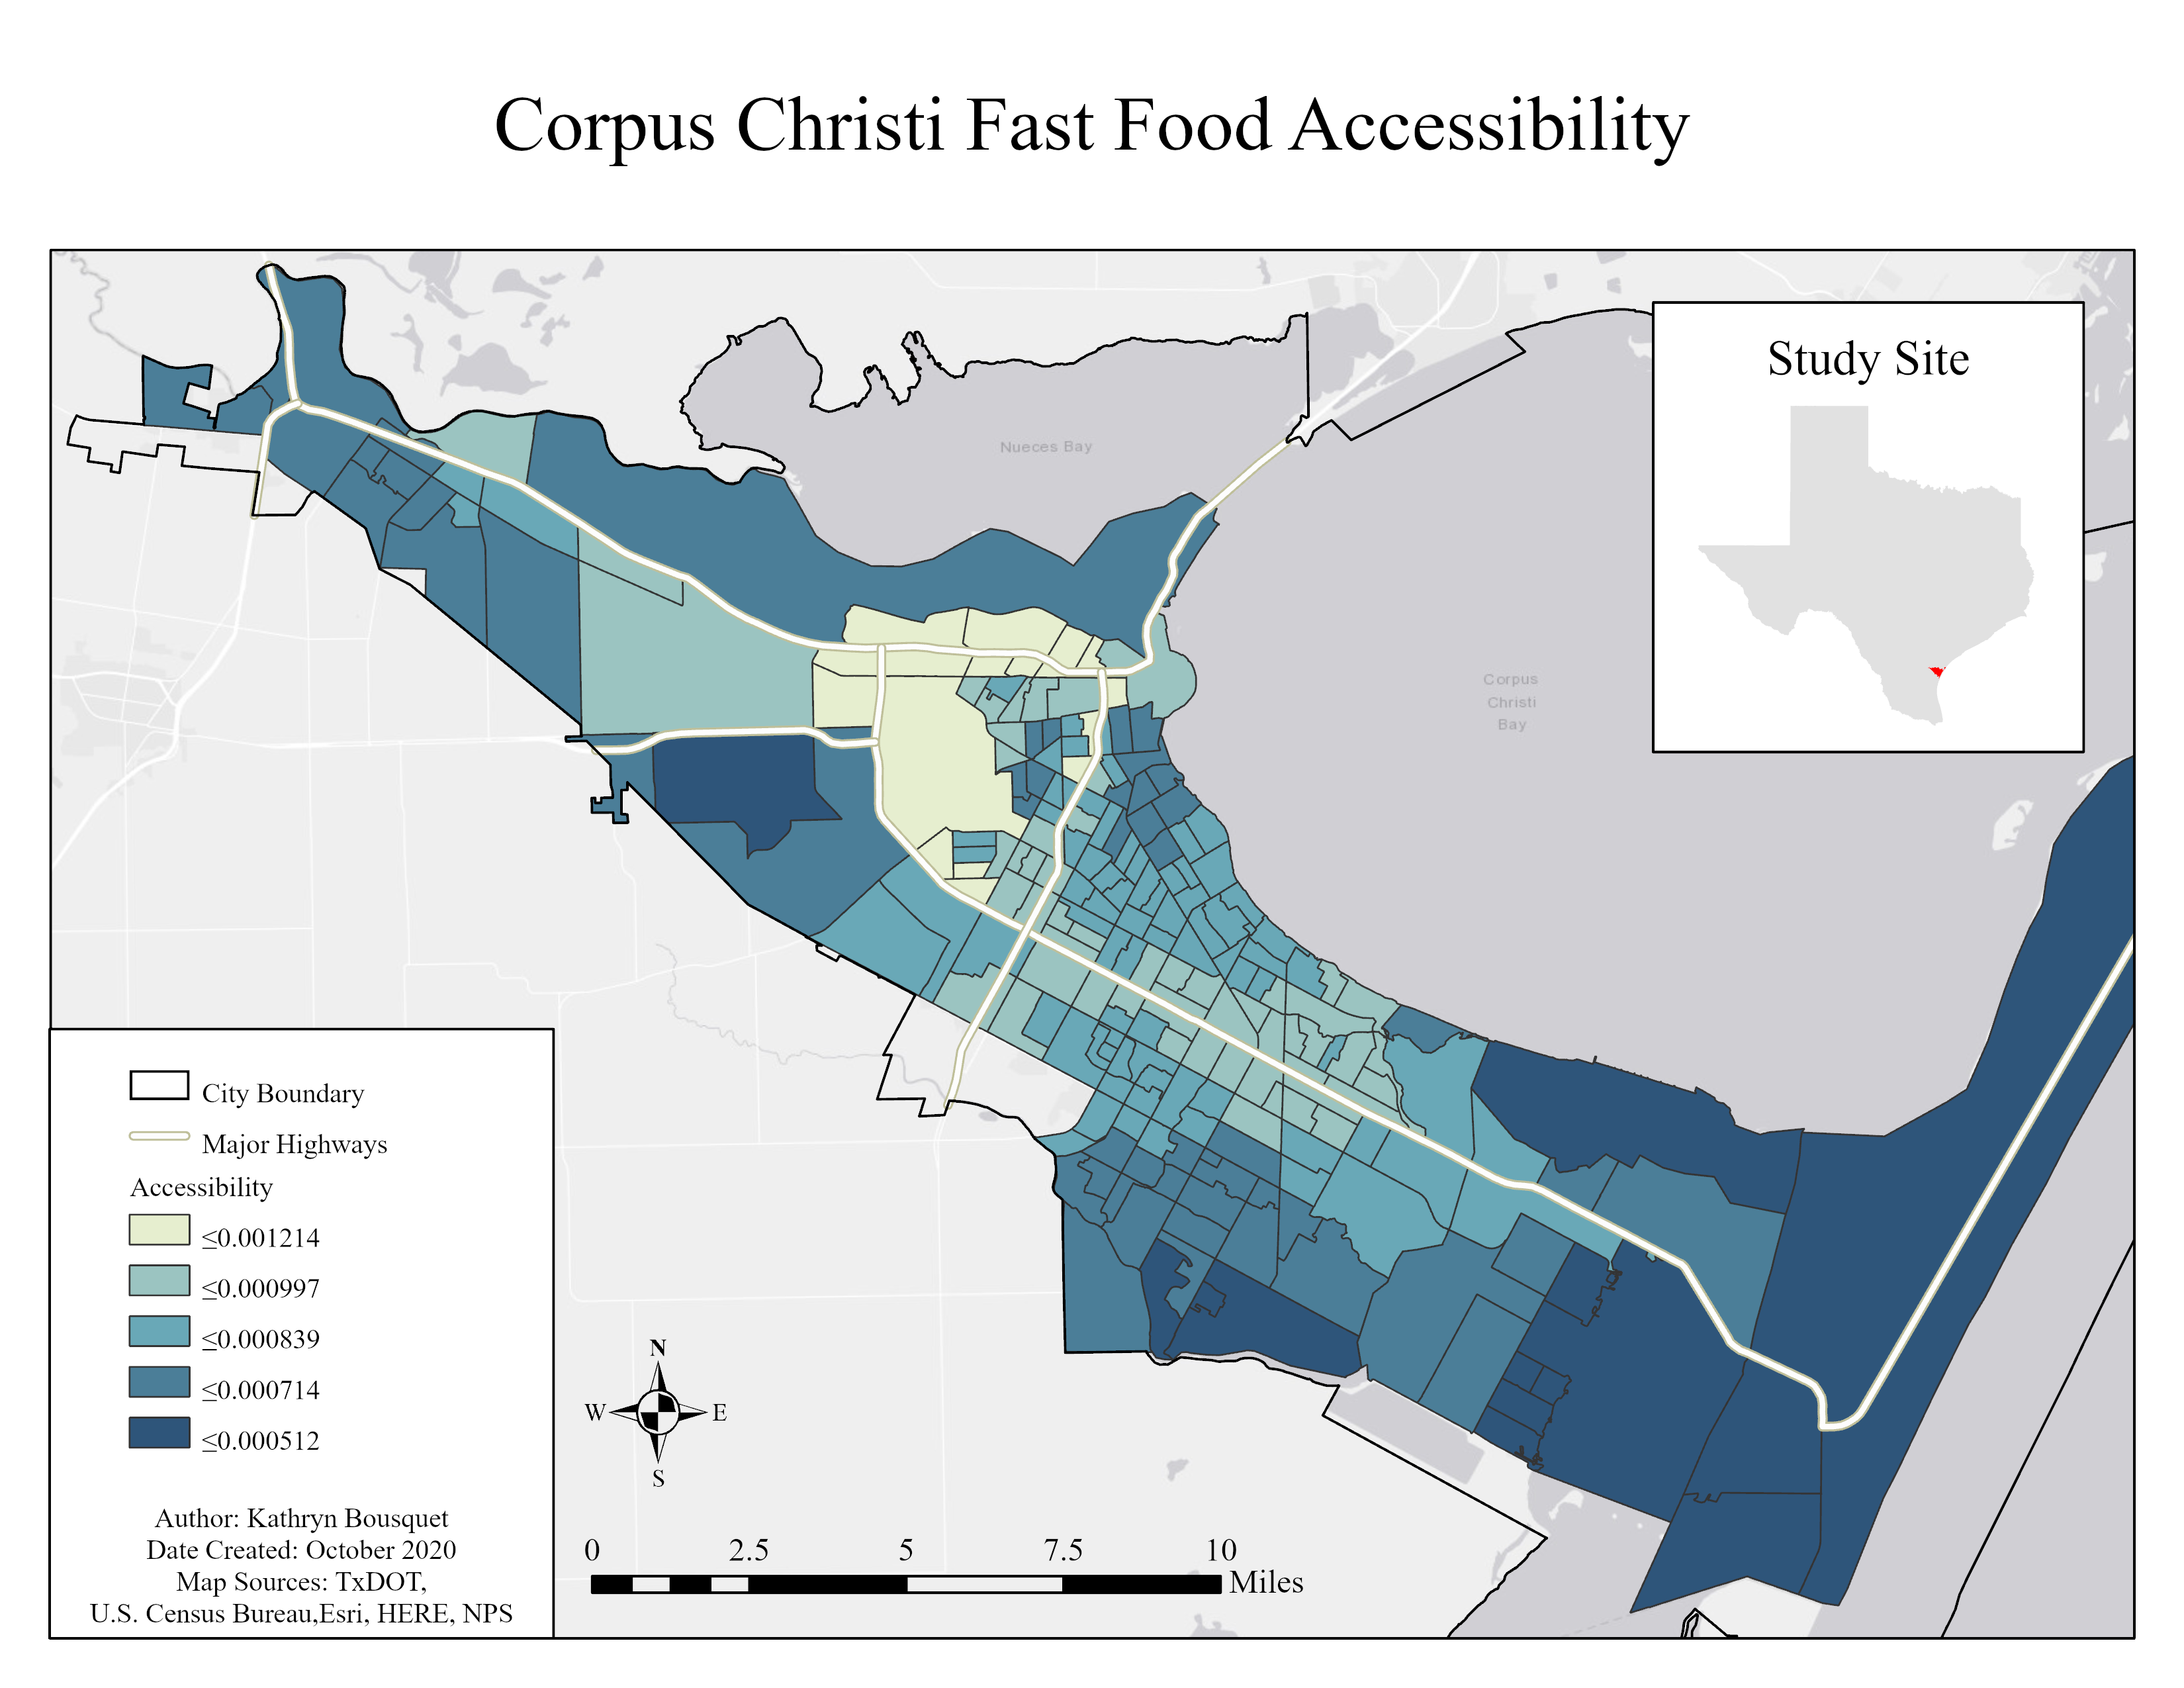 Corpus Christi Fast Food Accessibility
Study Site
Nueces Bay
Corpus
Christi
Bay
City Boundary
Major Highways
Accessibility
≤0.001214
≤0.000997
≤0.000839
≤0.000714
≤0.000512
Author: Kathryn Bousquet
Date Created: October 2020
Map Sources: TxDOT,
U.S. Census Bureau,Esri, HERE, NPS
N
W E
S
0 2.5 5 7.5 10
Miles